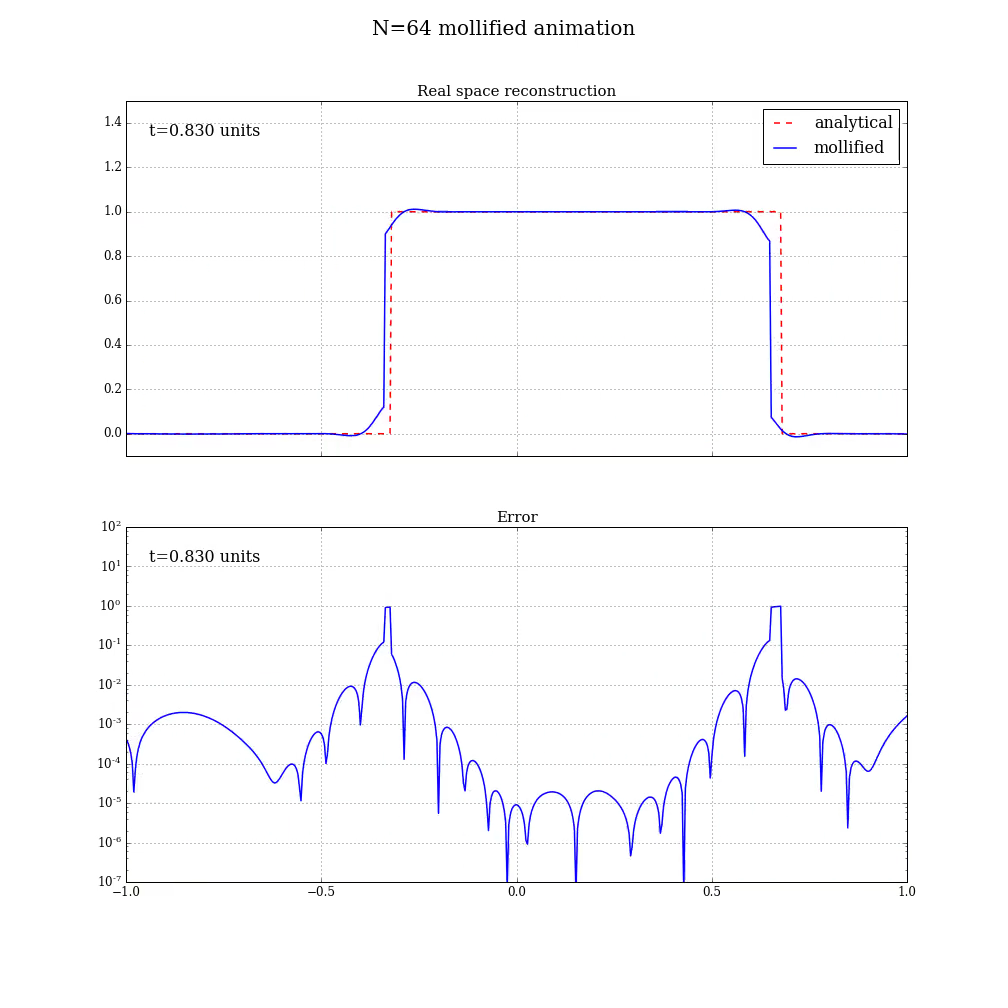 N=64 mollified animation
Real space reconstruction
t=0.830 units
analytical
mollified
1.4
1.2
1.0
0.8
0.6
0.4
0.2
0.0
Error
t=0.830 units
10²
10¹
10⁰
10⁻¹
10⁻²
10⁻³
10⁻⁴
10⁻⁵
10⁻⁶
10⁻⁷
−1.0 −0.5 0.0 0.5 1.0